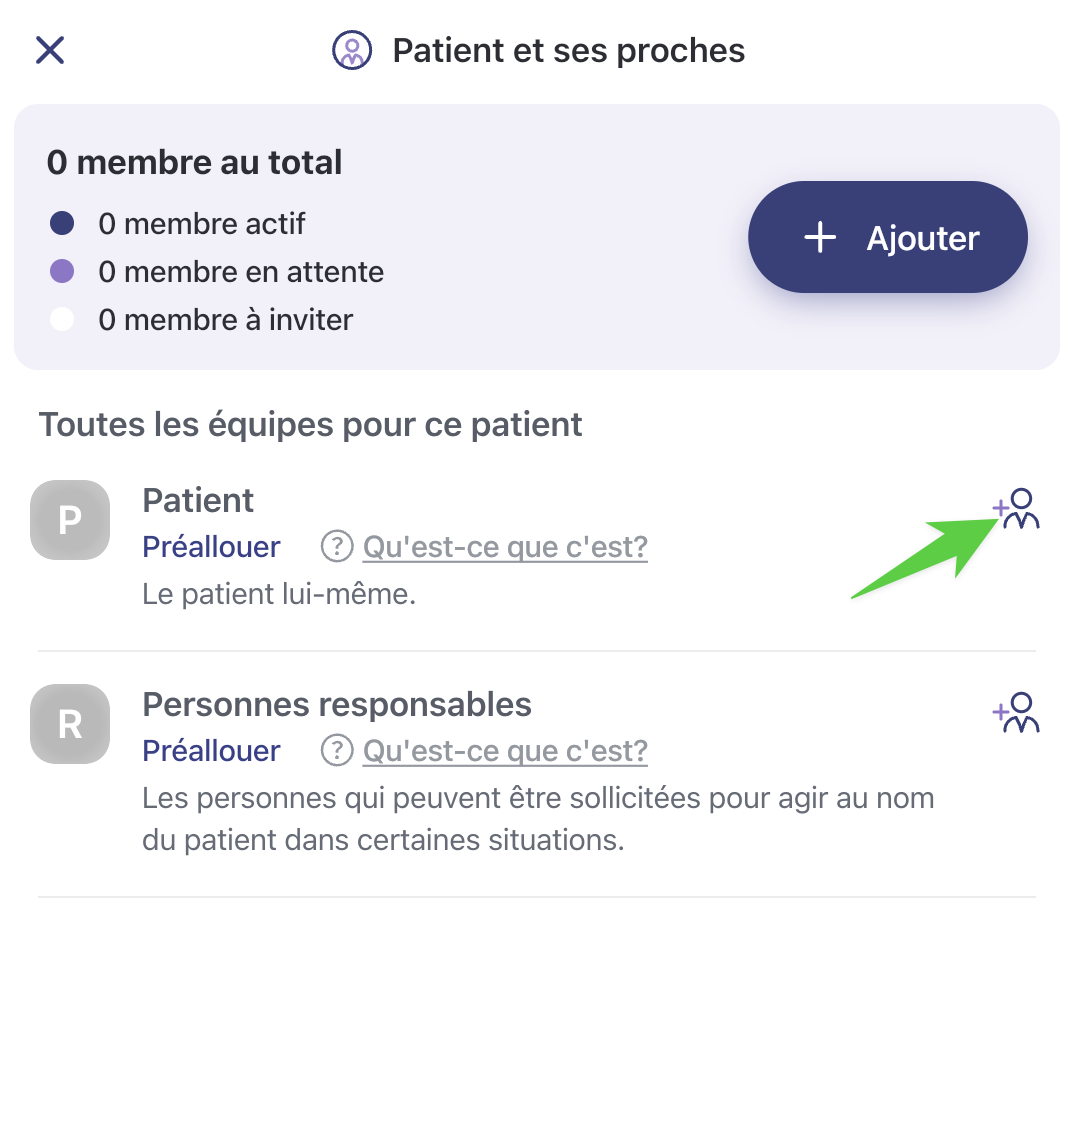 Patient et ses proches
0 membre au total
0 membre actif
0 membre en attente
0 membre à inviter
+ Ajouter
Toutes les équipes pour ce patient
P
Patient
Préallouer ? Qu'est-ce que c'est?
Le patient lui-même.
R
Personnes responsables
Préallouer ? Qu'est-ce que c'est?
Les personnes qui peuvent être sollicitées pour agir au nom
du patient dans certaines situations.